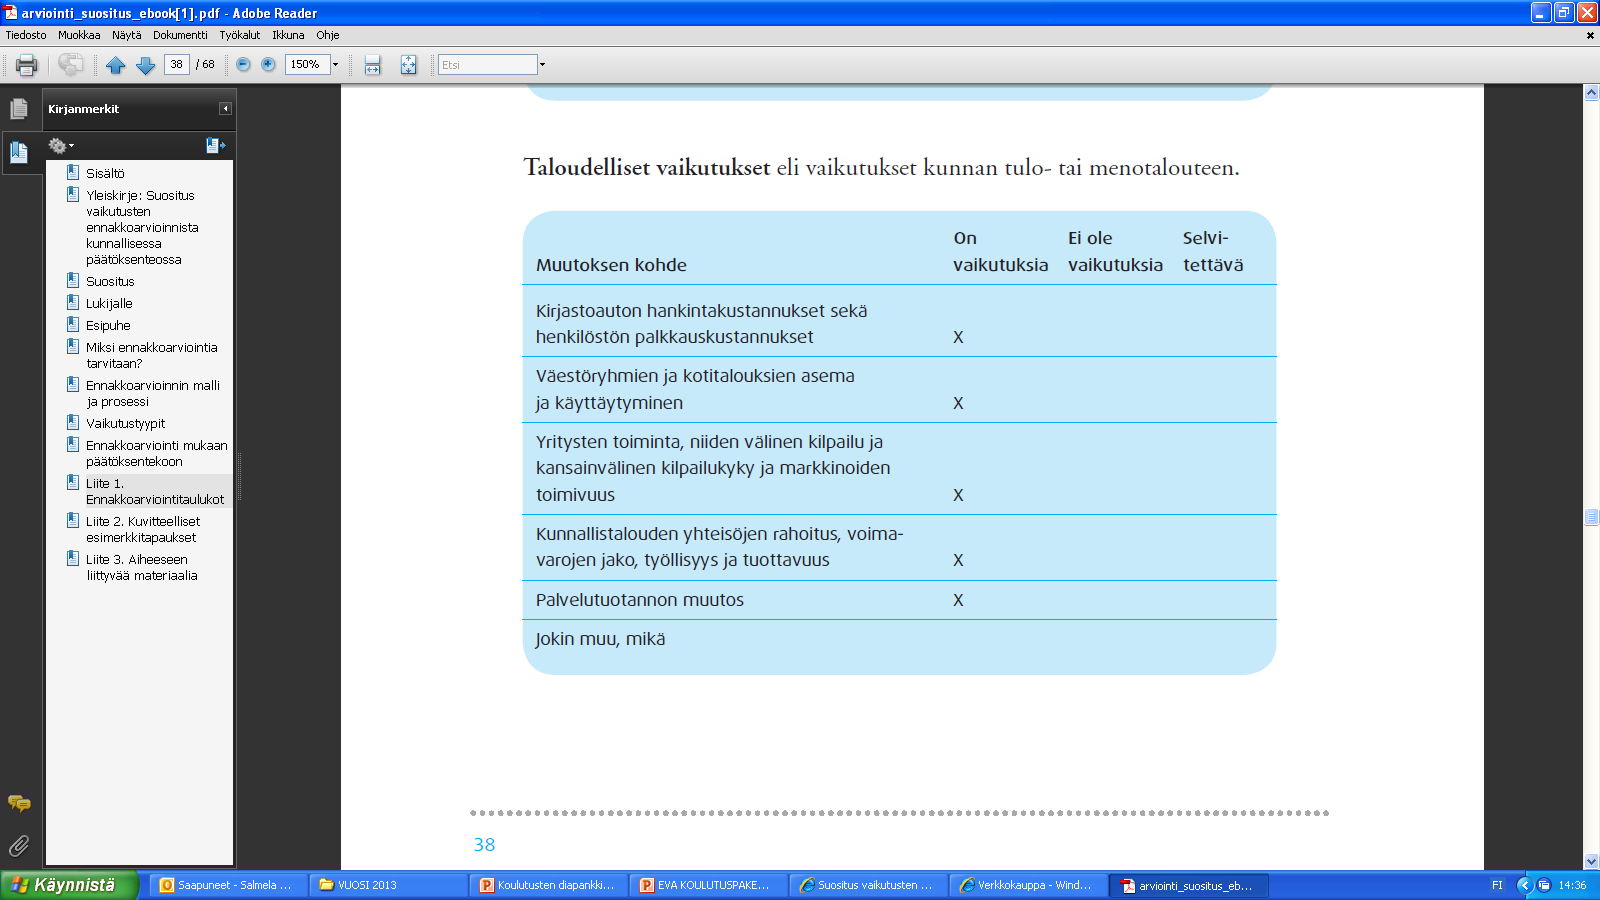 arviointi_suositus_ebook[1].pdf - Adobe Reader
Tiedosto Muokkaa Näytä Dokumentti Työkalut Ikkuna Ohje
38 / 68 150% Etsi
Kirjanmerkit
Sisältö
Yleiskirje: Suositus
vaikutusten
ennakkoarvioinnista
kunnallisessa
päätöksenteossa
Suositus
Lukijalle
Esipuhe
Miksi ennakkoarviointia
tarvitaan?
Ennakkoarvioinnin malli
ja prosessi
Vaikutustyypit
Ennakkoarviointi mukaan
päätöksentekoon
Liite 1.
Ennakkoarviointitaulukot
Liite 2. Kuvitteelliset
esimerkkitapaukset
Liite 3. Aiheeseen
liittyvää materiaalia
Taloudelliset vaikutukset eli vaikutukset kunnan tulo- tai menotalouteen.
On Ei ole Selvi-
Muutoksen kohde vaikutuksia vaikutuksia tettävä
Kirjastoauton hankintakustannukset sekä
henkilöstön palkkauskustannukset X
Väestöryhmien ja kotitalouksien asema
ja käyttäytyminen X
Yritysten toiminta, niiden välinen kilpailu ja
kansainvälinen kilpailukyky ja markkinoiden
toimivuus X
Kunnallistalouden yhteisöjen rahoitus, voima-
varojen jako, työllisyys ja tuottavuus X
Palvelutuotannon muutos X
Jokin muu, mikä
38
Käynnistä Saapuneet - Salmela ... VUOSI 2013 Koulutusten diapankki... EVA KOULUTUSPAKE... Suositus vaikutusten ... Verkkokauppa - Wind... arviointi_suositus_eb... FI 14:36